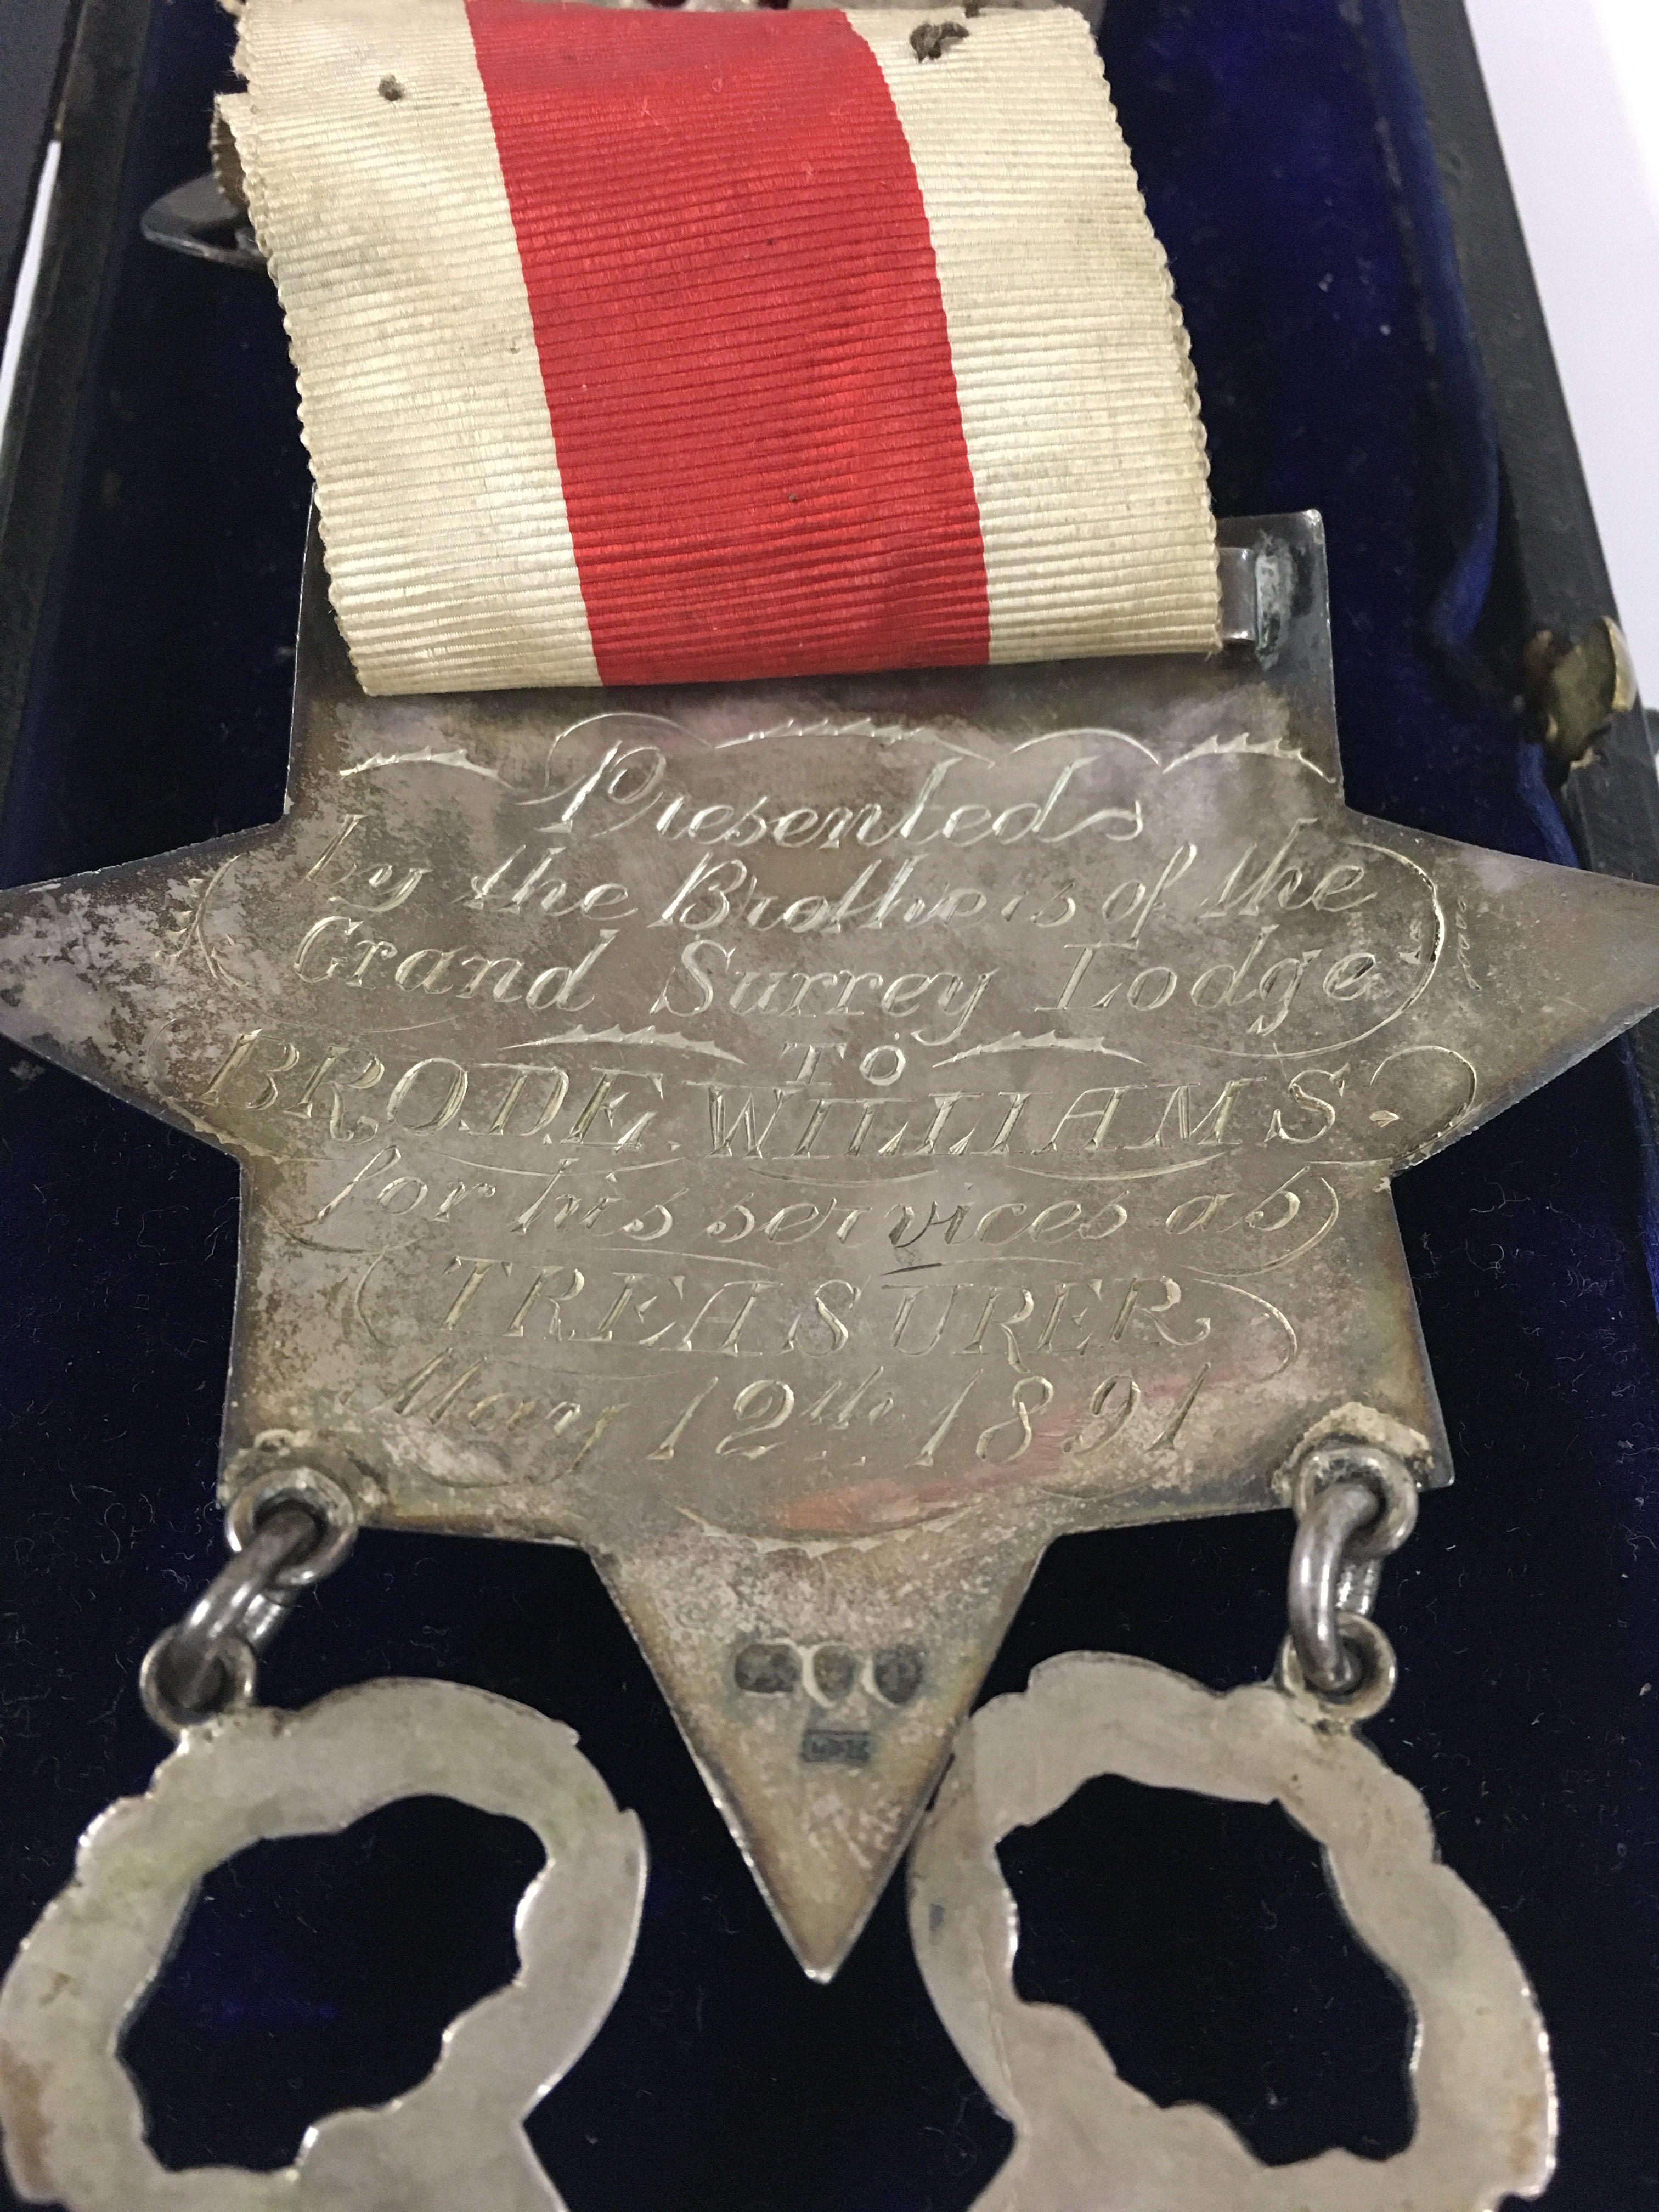 Presented
by the Brothers of the
Grand Surrey Lodge
TO
BRO. D.E. WILLIAMS.
for his services as
TREASURER
May 12th 1891